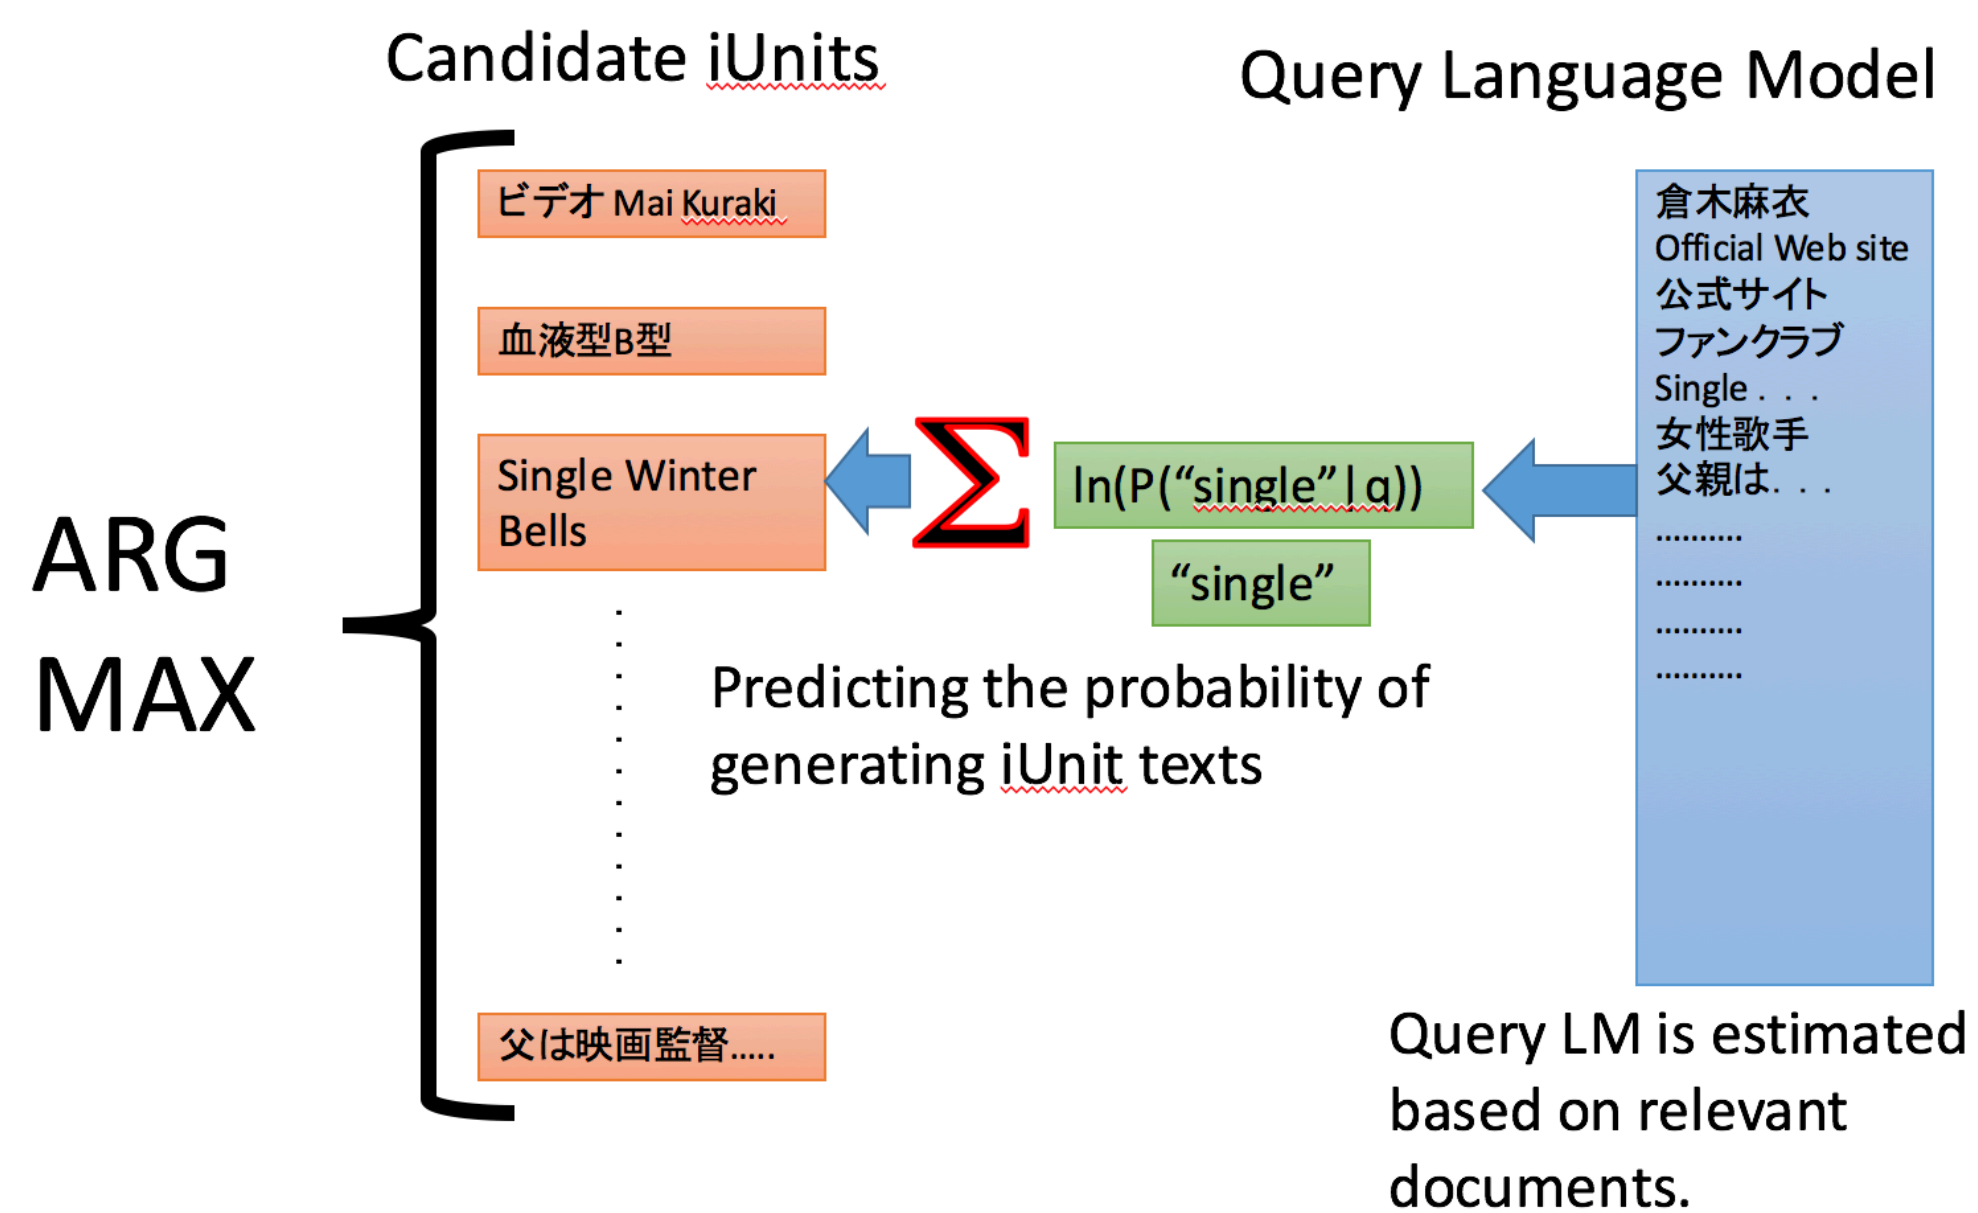 Candidate iUnits
Query Language Model
ARG
MAX
ビデオ Mai Kuraki
血液型B型
Single Winter
Bells
父は映画監督.....
Σ
ln(P(“single”|q))
“single”
Predicting the probability of
generating iUnit texts
倉木麻衣
Official Web site
公式サイト
ファンクラブ
Single . . .
女性歌手
父親は. . .
..........
..........
..........
..........
Query LM is estimated
based on relevant
documents.